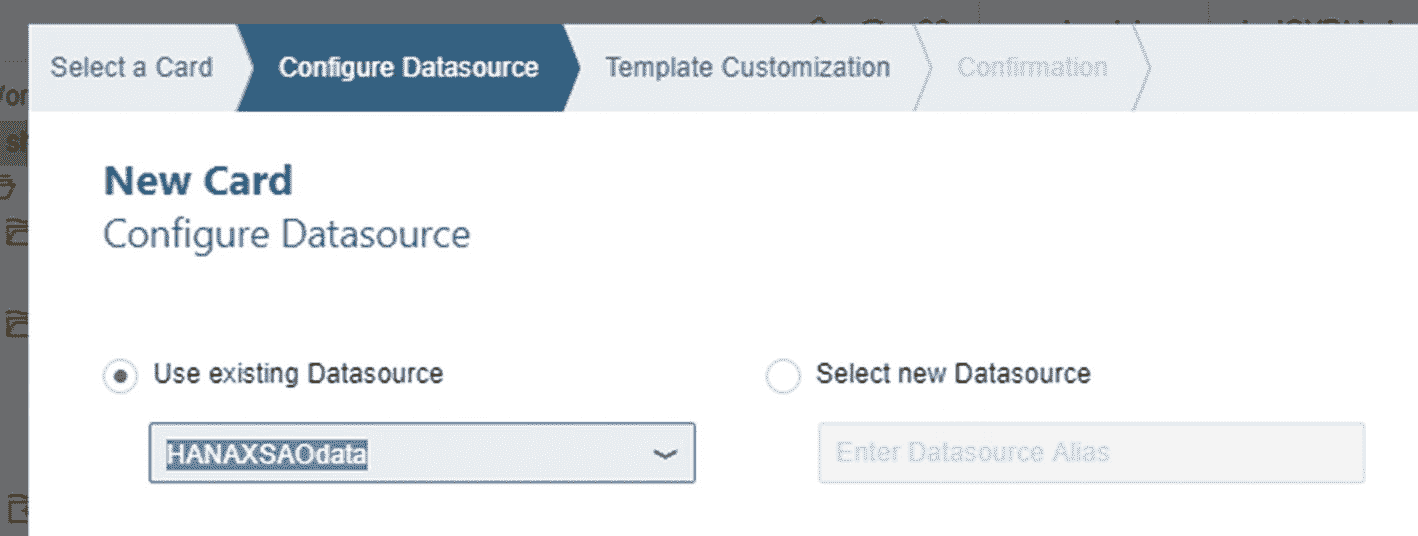 Select a Card Configure Datasource Template Customization Confirmation
New Card
Configure Datasource
Use existing Datasource Select new Datasource
HANAXSAOdata Enter Datasource Alias